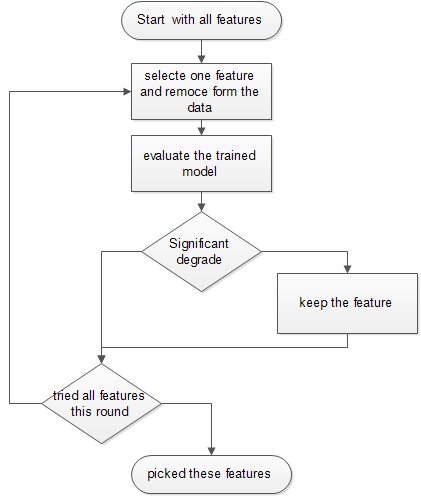 Start with all features
selecte one feature
and remoce form the
data
evaluate the trained
model
Significant
degrade
keep the feature
tried all features
this round
picked these features